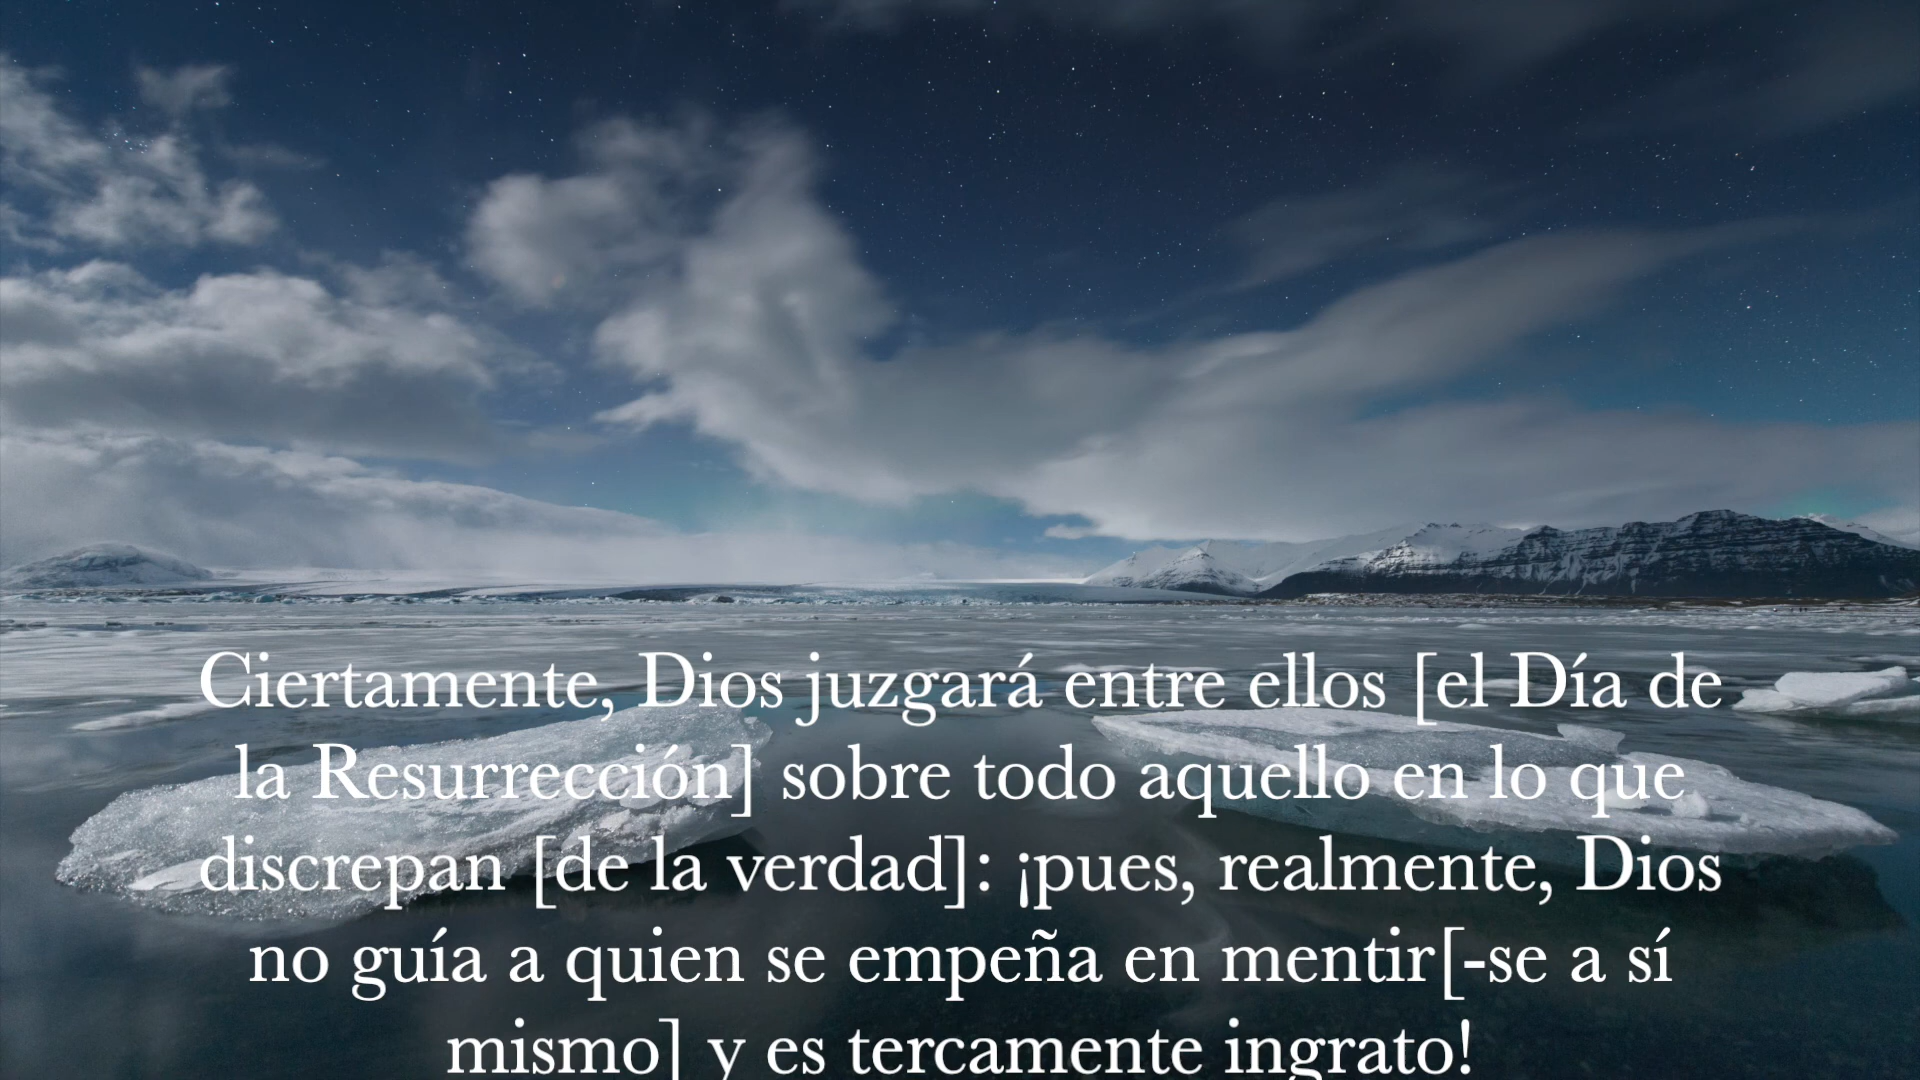 Ciertamente, Dios juzgará entre ellos [el Día de
la Resurrección] sobre todo aquello en lo que
discrepan [de la verdad]: ¡pues, realmente, Dios
no guía a quien se empeña en mentir[-se a sí
mismo] y es tercamente ingrato!